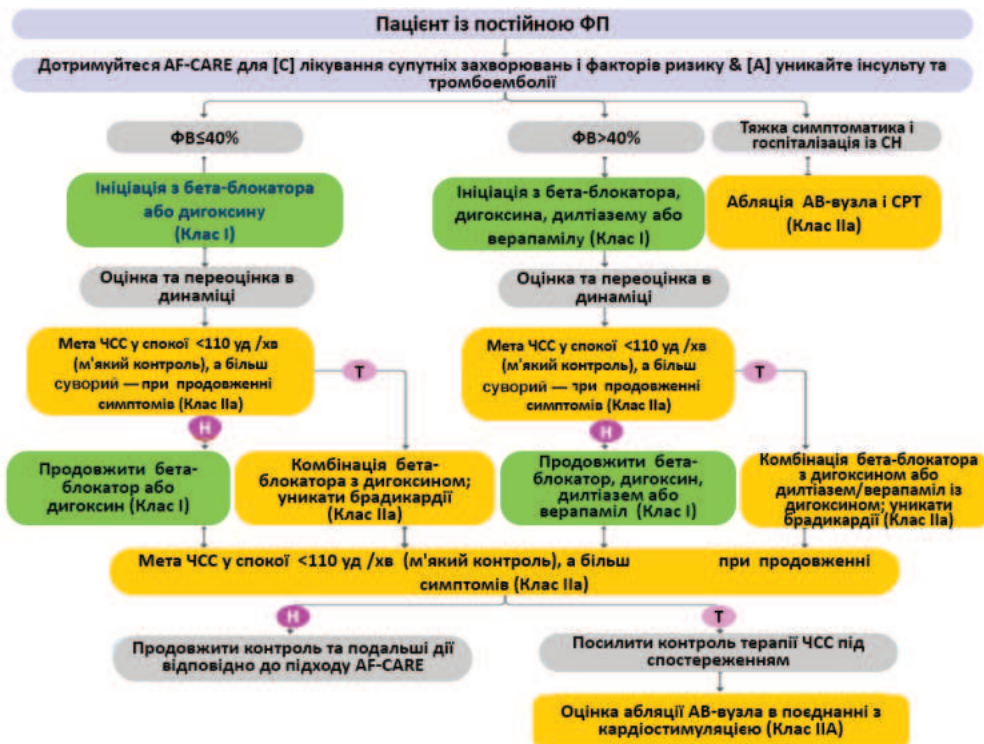 Пацієнт із постійною ФП
Дотримуйтеся AF-CARE для [C] лікування супутніх захворювань і факторів ризику & [A] уникайте інсульту та
тромбоемболії
ФВ≤40%
ФВ>40%
Тяжка симптоматика і
госпіталізація із СН
Ініціація з бета-блокатора
або дигоксину
(Клас I)
Ініціація з бета-блокатора,
дигоксина, дилтіазему або
верапамілу (Клас I)
Абляція АВ-вузла і СРТ
(Клас IIa)
Оцінка та переоцінка в
динаміці
Оцінка та переоцінка в
динаміці
Мета ЧСС у спокої <110 уд /хв
(м'який контроль), а більш
суворий — при продовженні
симптомів (Клас IIa)
Т
Мета ЧСС у спокої <110 уд /хв
(м'який контроль), а більш
суворий — при продовженні
симптомів (Клас IIa)
Т
Н
Н
Продовжити бета-
блокатор або
дигоксин (Клас I)
Комбінація бета-
блокатора з дигоксином;
уникати брадикардії
(Клас IIa)
Продовжити бета-
блокатор, дигоксин,
дилтіазем або
верапаміл (Клас I)
Комбінація бета-блокатора
з дигоксином або
дилтіазем/верапаміл із
дигоксином; уникати
брадикардії (Клас IIa)
Мета ЧСС у спокої <110 уд /хв (м'який контроль), а більш при продовженні
симптомів (Клас IIa)
Н
Т
Продовжити контроль та подальші дії
відповідно до підходу AF-CARE
Посилити контроль терапії ЧСС під
спостереженням
Оцінка абляції АВ-вузла в поєднанні з
кардіостимуляцією (Клас IIA)